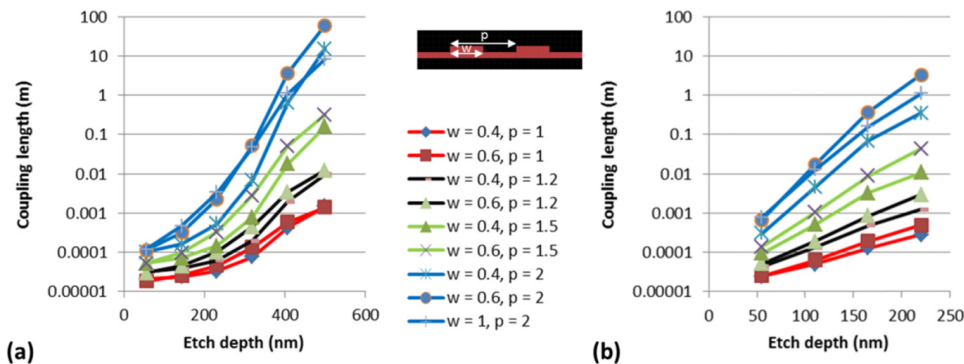 Coupling length (m)
100
10
1
0.1
0.01
0.001
0.0001
0.00001
0 200 400 600
Etch depth (nm)
(a)
p
w
w = 0.4, p = 1
w = 0.6, p = 1
w = 0.4, p = 1.2
w = 0.6, p = 1.2
w = 0.4, p = 1.5
w = 0.6, p = 1.5
w = 0.4, p = 2
w = 0.6, p = 2
w = 1, p = 2
Coupling length (m)
100
10
1
0.1
0.01
0.001
0.0001
0.00001
0 50 100 150 200 250
Etch depth (nm)
(b)